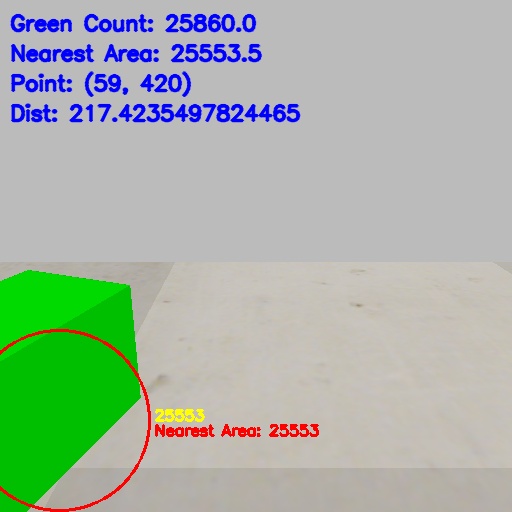 Green Count: 25860.0
Nearest Area: 25553.5
Point: (59, 420)
Dist: 217.4235497824465
25553
Nearest Area: 25553